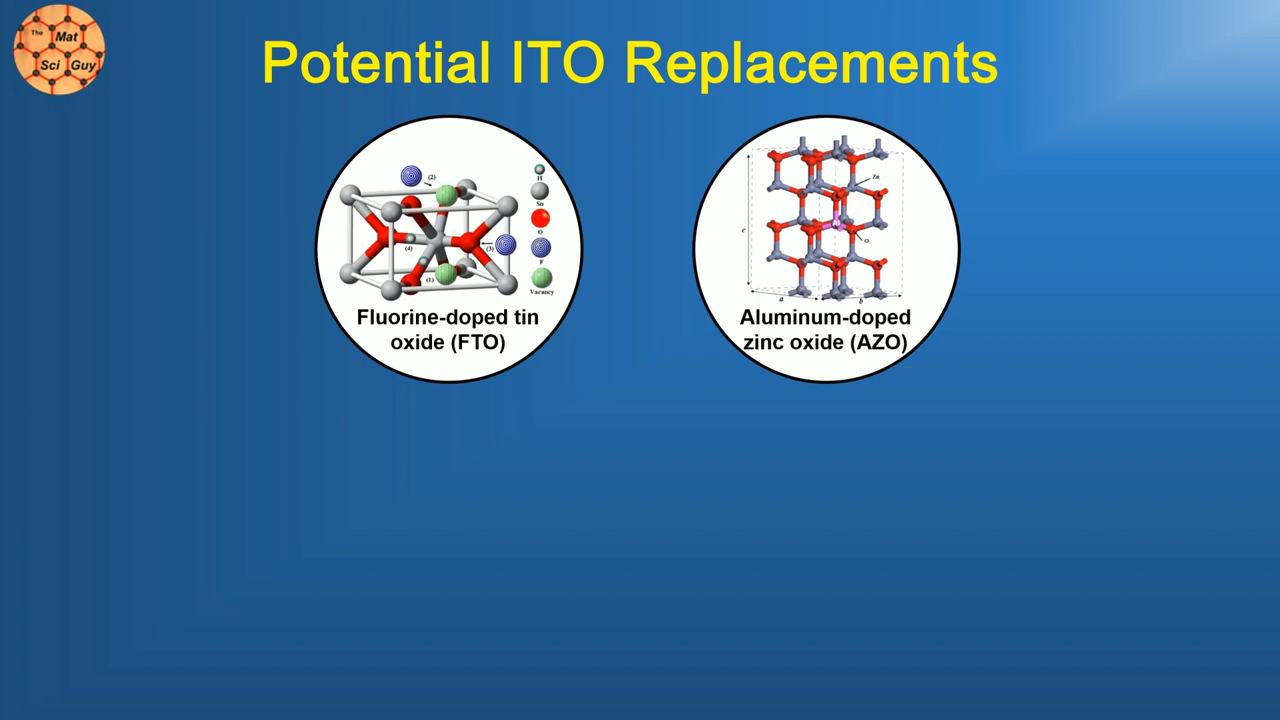 The
Mat
Sci Guy
Potential ITO Replacements
(2)
(4)
(3)
(1)
H
Sn
O
F
Vacancy
Fluorine-doped tin
oxide (FTO)
Zn
c
O
a
b
Aluminum-doped
zinc oxide (AZO)